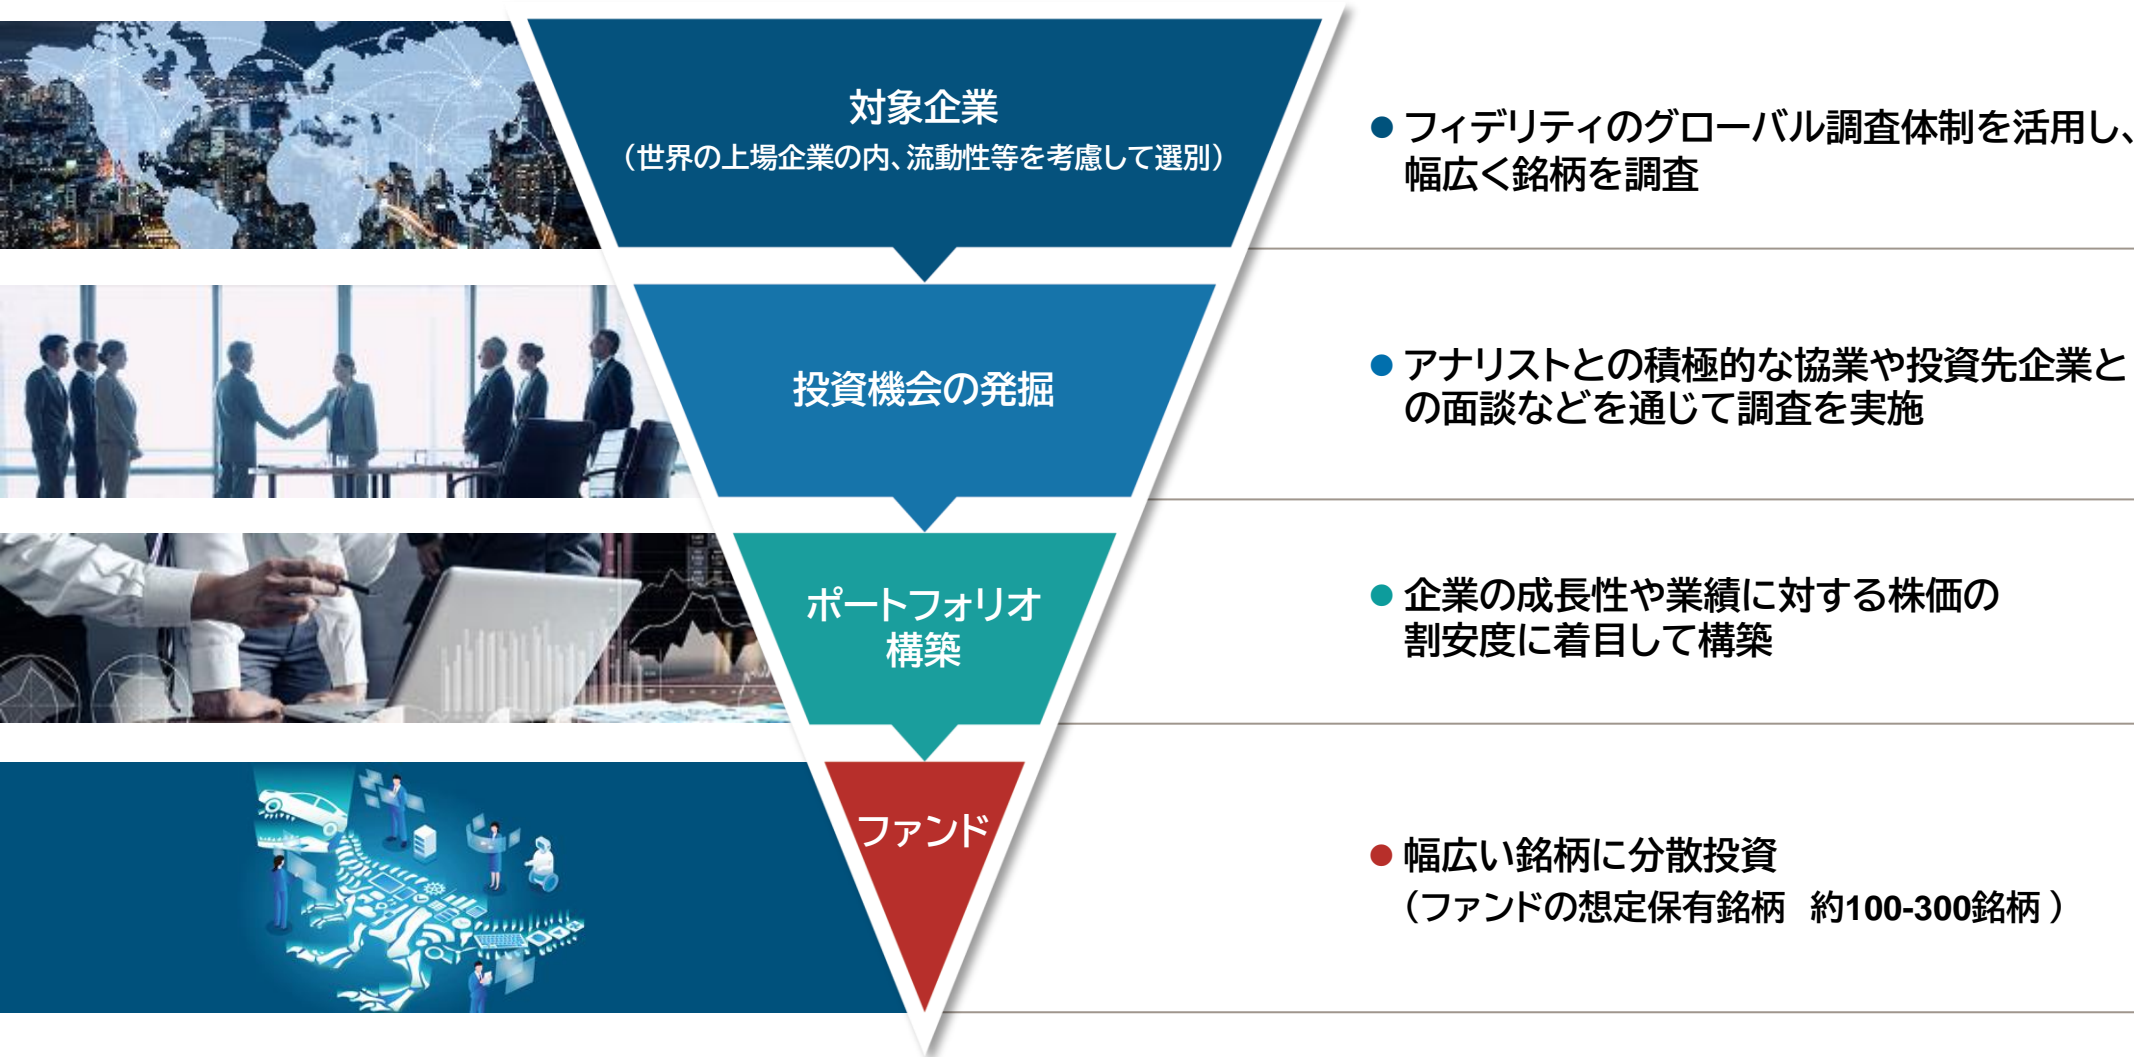 対象企業
（世界の上場企業の内、流動性等を考慮して選別）
● フィデリティのグローバル調査体制を活用し、
幅広く銘柄を調査
投資機会の発掘
● アナリストとの積極的な協業や投資先企業と
の面談などを通じて調査を実施
ポートフォリオ
構築
● 企業の成長性や業績に対する株価の
割安度に着目して構築
ファンド
● 幅広い銘柄に分散投資
（ファンドの想定保有銘柄　約100-300銘柄 ）